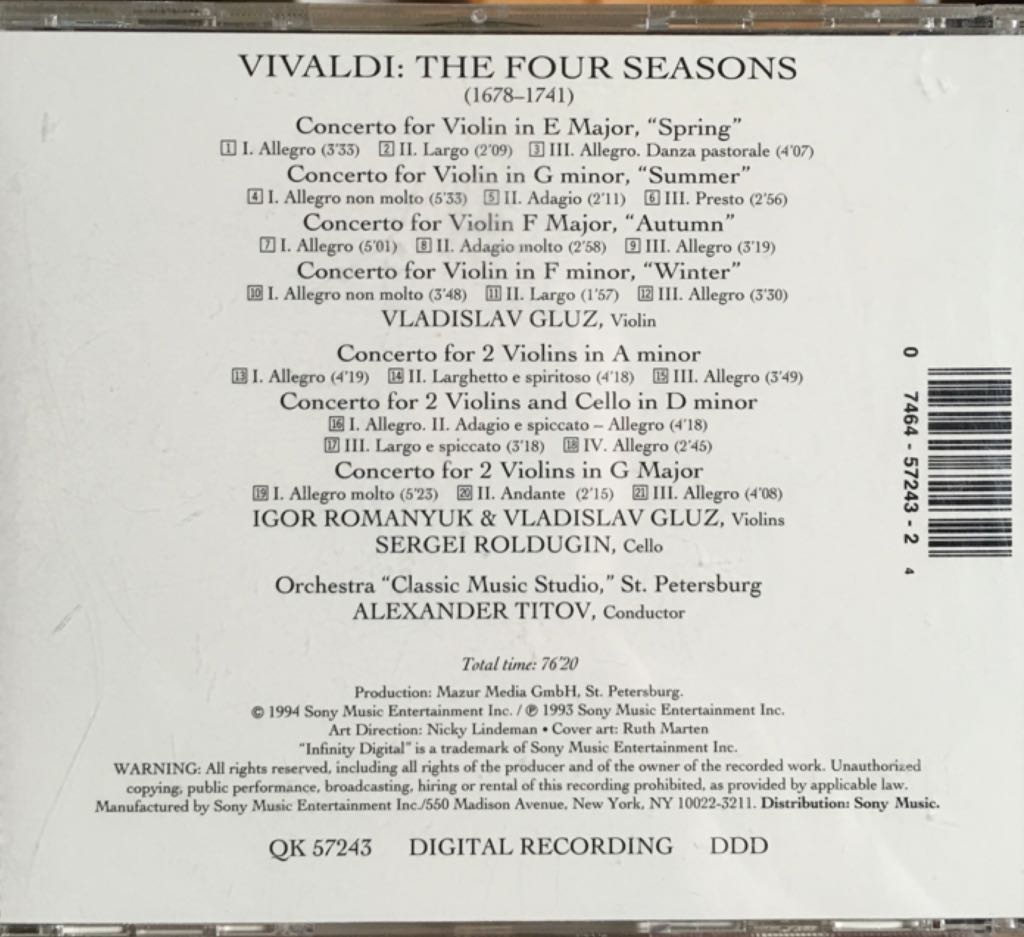 VIVALDI: THE FOUR SEASONS
(1678–1741)
Concerto for Violin in E Major, “Spring”
1 I. Allegro (3'33) 2 II. Largo (2'09) 3 III. Allegro. Danza pastorale (4'07)
Concerto for Violin in G minor, “Summer”
4 I. Allegro non molto (5'33) 5 II. Adagio (2'11) 6 III. Presto (2'56)
Concerto for Violin F Major, “Autumn”
7 I. Allegro (5'01) 8 II. Adagio molto (2'58) 9 III. Allegro (3'19)
Concerto for Violin in F minor, “Winter”
10 I. Allegro non molto (3'48) 11 II. Largo (1'57) 12 III. Allegro (3'30)
VLADISLAV GLUZ, Violin
Concerto for 2 Violins in A minor
13 I. Allegro (4'19) 14 II. Larghetto e spiritoso (4'18) 15 III. Allegro (3'49)
Concerto for 2 Violins and Cello in D minor
16 I. Allegro. II. Adagio e spiccato – Allegro (4'18)
17 III. Largo e spiccato (3'18) 18 IV. Allegro (2'45)
Concerto for 2 Violins in G Major
19 I. Allegro molto (5'23) 20 II. Andante (2'15) 21 III. Allegro (4'08)
IGOR ROMANYUK & VLADISLAV GLUZ, Violins
SERGEI ROLDUGIN, Cello
Orchestra “Classic Music Studio,” St. Petersburg
ALEXANDER TITOV, Conductor
Total time: 76'20
Production: Mazur Media GmbH, St. Petersburg.
© 1994 Sony Music Entertainment Inc. / ℗ 1993 Sony Music Entertainment Inc.
Art Direction: Nicky Lindeman • Cover art: Ruth Marten
“Infinity Digital” is a trademark of Sony Music Entertainment Inc.
WARNING: All rights reserved, including all rights of the producer and of the owner of the recorded work. Unauthorized
copying, public performance, broadcasting, hiring or rental of this recording prohibited, as provided by applicable law.
Manufactured by Sony Music Entertainment Inc./550 Madison Avenue, New York, NY 10022-3211. Distribution: Sony Music.
QK 57243 DIGITAL RECORDING DDD
0 7464-57243-2 4